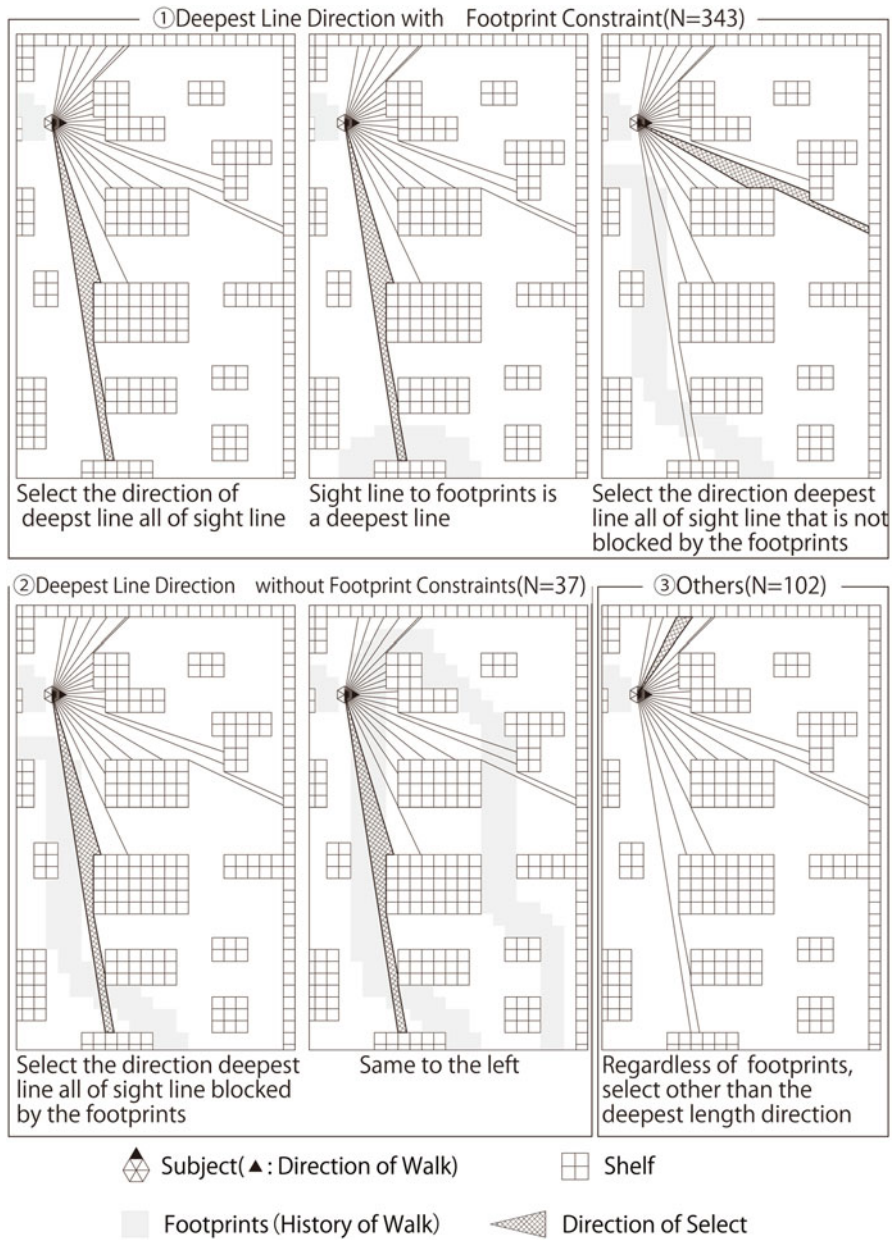 ①Deepest Line Direction with Footprint Constraint(N=343)
Select the direction of
deepst line all of sight line
Sight line to footprints is
a deepest line
Select the direction deepest
line all of sight line that is not
blocked by the footprints
②Deepest Line Direction without Footprint Constraints(N=37)
③Others(N=102)
Select the direction deepest
line all of sight line blocked
by the footprints
Same to the left
Regardless of footprints,
select other than the
deepest length direction
Subject(▲: Direction of Walk)
Shelf
Footprints (History of Walk)
Direction of Select